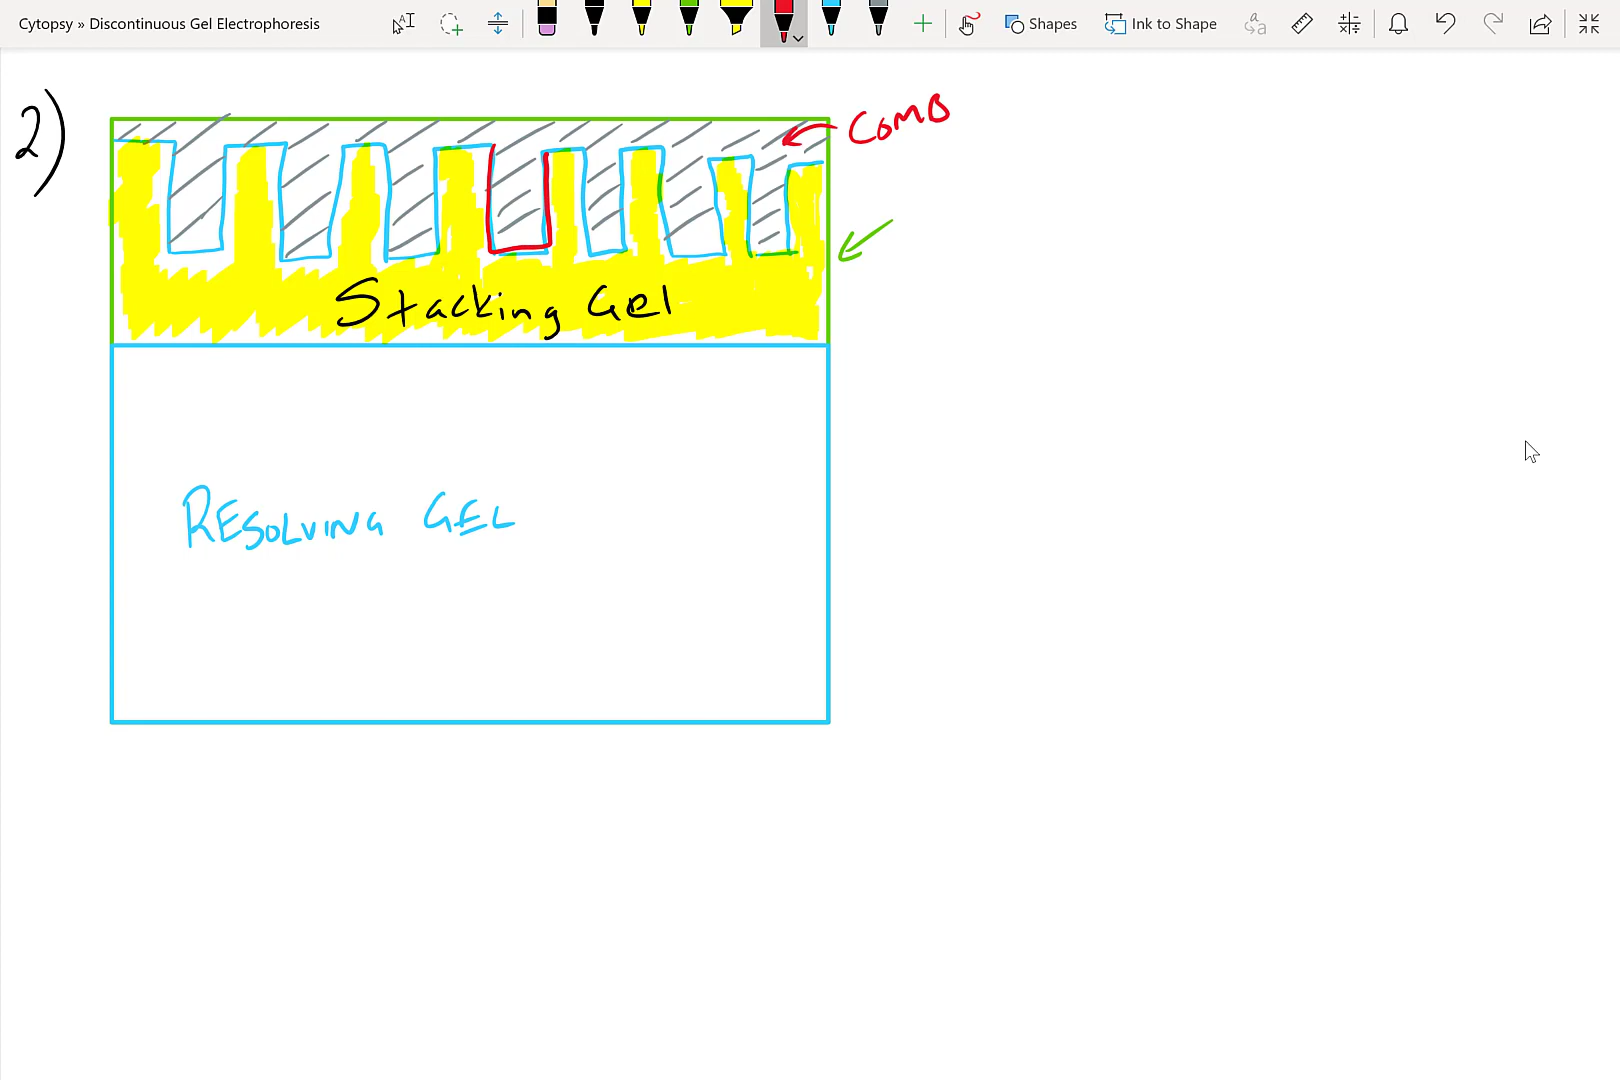 Cytopsy » Discontinuous Gel Electrophoresis
Shapes
Ink to Shape
2)
COMB
Stacking Gel
RESOLVING GEL